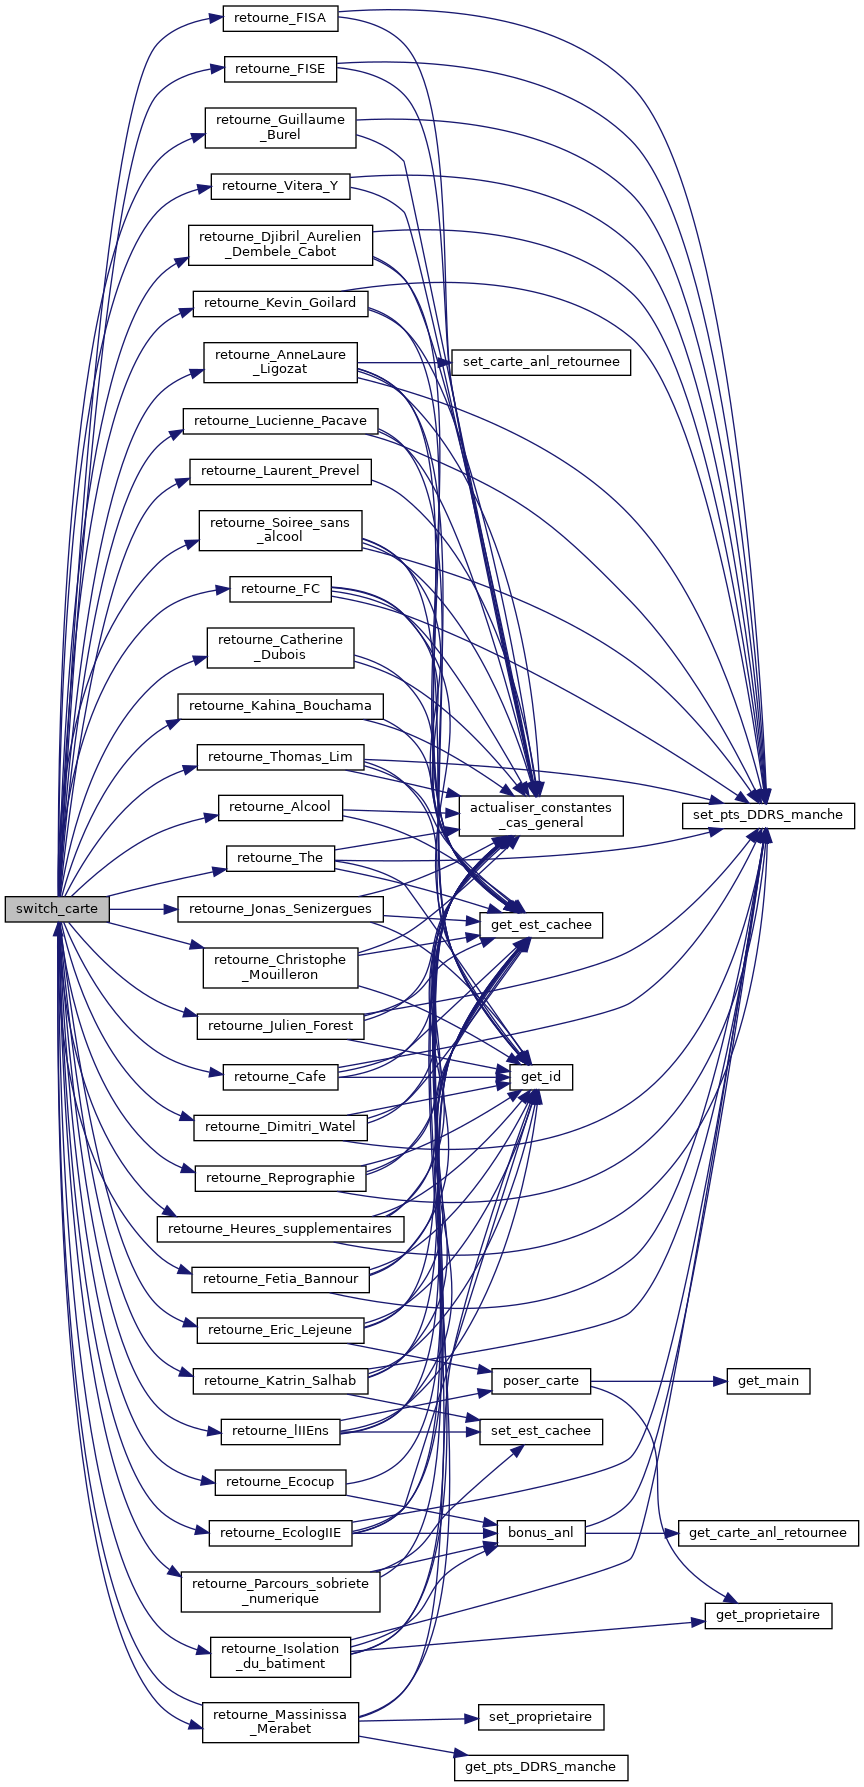 switch_carte
retourne_FISA
retourne_FISE
retourne_Guillaume
_Burel
retourne_Vitera_Y
retourne_Djibril_Aurelien
_Dembele_Cabot
retourne_Kevin_Goilard
retourne_AnneLaure
_Ligozat
retourne_Lucienne_Pacave
retourne_Laurent_Prevel
retourne_Soiree_sans
_alcool
retourne_FC
retourne_Catherine
_Dubois
retourne_Kahina_Bouchama
retourne_Thomas_Lim
retourne_Alcool
retourne_The
retourne_Jonas_Senizergues
retourne_Christophe
_Mouilleron
retourne_Julien_Forest
retourne_Cafe
retourne_Dimitri_Watel
retourne_Reprographie
retourne_Heures_supplementaires
retourne_Fetia_Bannour
retourne_Eric_Lejeune
retourne_Katrin_Salhab
retourne_lIIEns
retourne_Ecocup
retourne_EcologIIE
retourne_Parcours_sobriete
_numerique
retourne_Isolation
_du_batiment
retourne_Massinissa
_Merabet
set_carte_anl_retournee
actualiser_constantes
_cas_general
get_est_cachee
get_id
poser_carte
set_est_cachee
bonus_anl
set_proprietaire
get_pts_DDRS_manche
set_pts_DDRS_manche
get_main
get_carte_anl_retournee
get_proprietaire